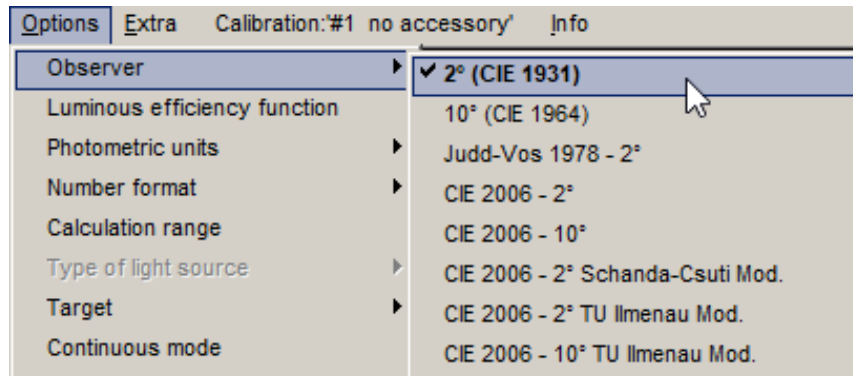 Options Extra Calibration:'#1 no accessory' Info
Observer
Luminous efficiency function
Photometric units
Number format
Calculation range
Type of light source
Target
Continuous mode
2° (CIE 1931)
10° (CIE 1964)
Judd-Vos 1978 - 2°
CIE 2006 - 2°
CIE 2006 - 10°
CIE 2006 - 2° Schanda-Csuti Mod.
CIE 2006 - 2° TU Ilmenau Mod.
CIE 2006 - 10° TU Ilmenau Mod.